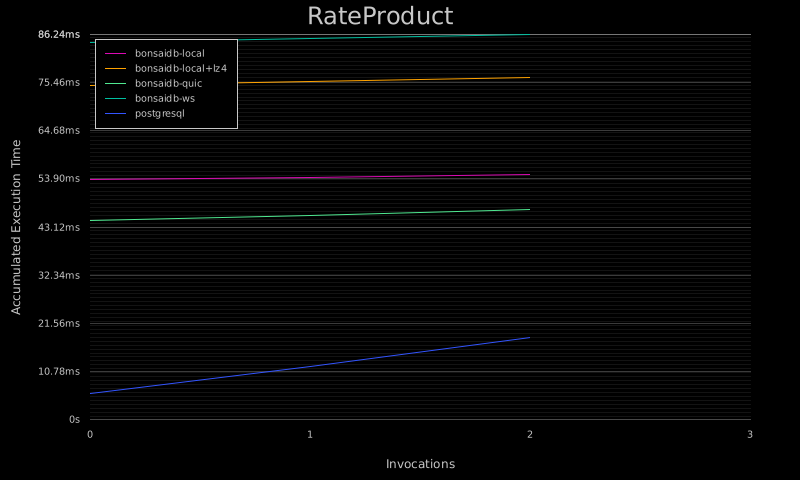 RateProduct
86.24ms
75.46ms
64.68ms
53.90ms
43.12ms
32.34ms
21.56ms
10.78ms
0s
Accumulated Execution Time
bonsaidb-local
bonsaidb-local+lz4
bonsaidb-quic
bonsaidb-ws
postgresql
0 1 2 3
Invocations